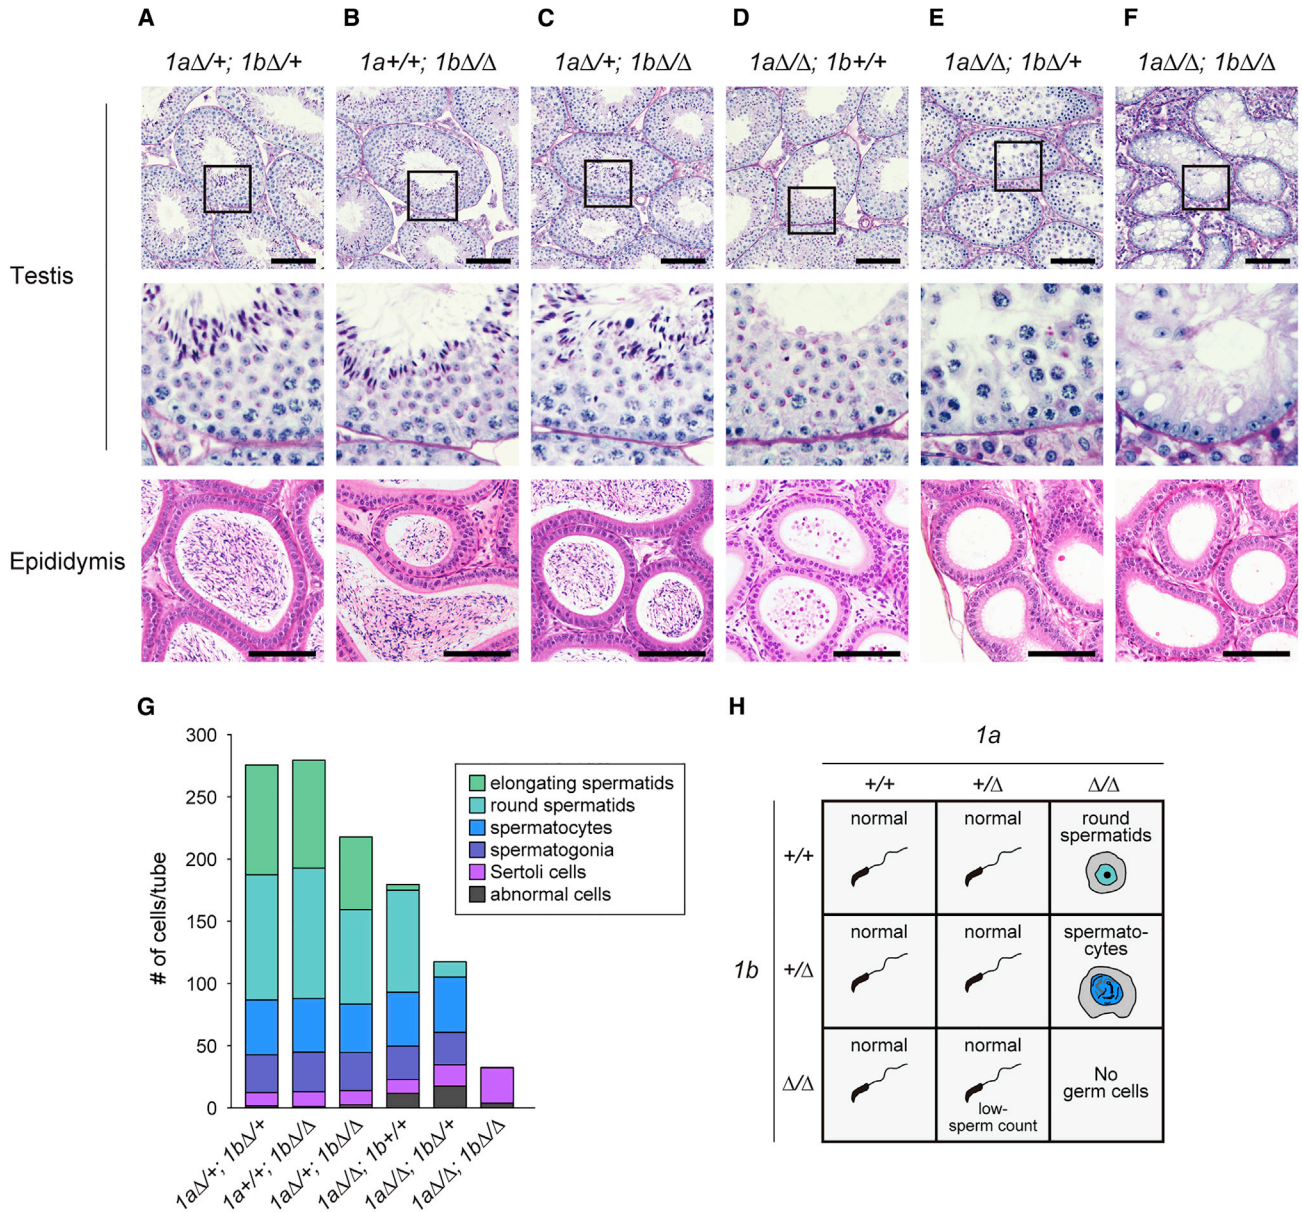 A B C D E F
1aΔ/+; 1bΔ/+ 1a+/+; 1bΔ/Δ 1aΔ/+; 1bΔ/Δ 1aΔ/Δ; 1b+/+ 1aΔ/Δ; 1bΔ/+ 1aΔ/Δ; 1bΔ/Δ
Testis
Epididymis
G
300
250
200
150
100
50
0
# of cells/tube
elongating spermatids
round spermatids
spermatocytes
spermatogonia
Sertoli cells
abnormal cells
1aΔ/+; 1bΔ/+
1a+/+; 1bΔ/Δ
1aΔ/+; 1bΔ/Δ
1aΔ/Δ; 1b+/+
1aΔ/Δ; 1bΔ/+
1aΔ/Δ; 1bΔ/Δ
H
1a
+/+ +/Δ Δ/Δ
1b
+/+
normal
normal
round
spermatids
+/Δ
normal
normal
spermato-
cytes
Δ/Δ
normal
normal
low-
sperm count
No
germ cells